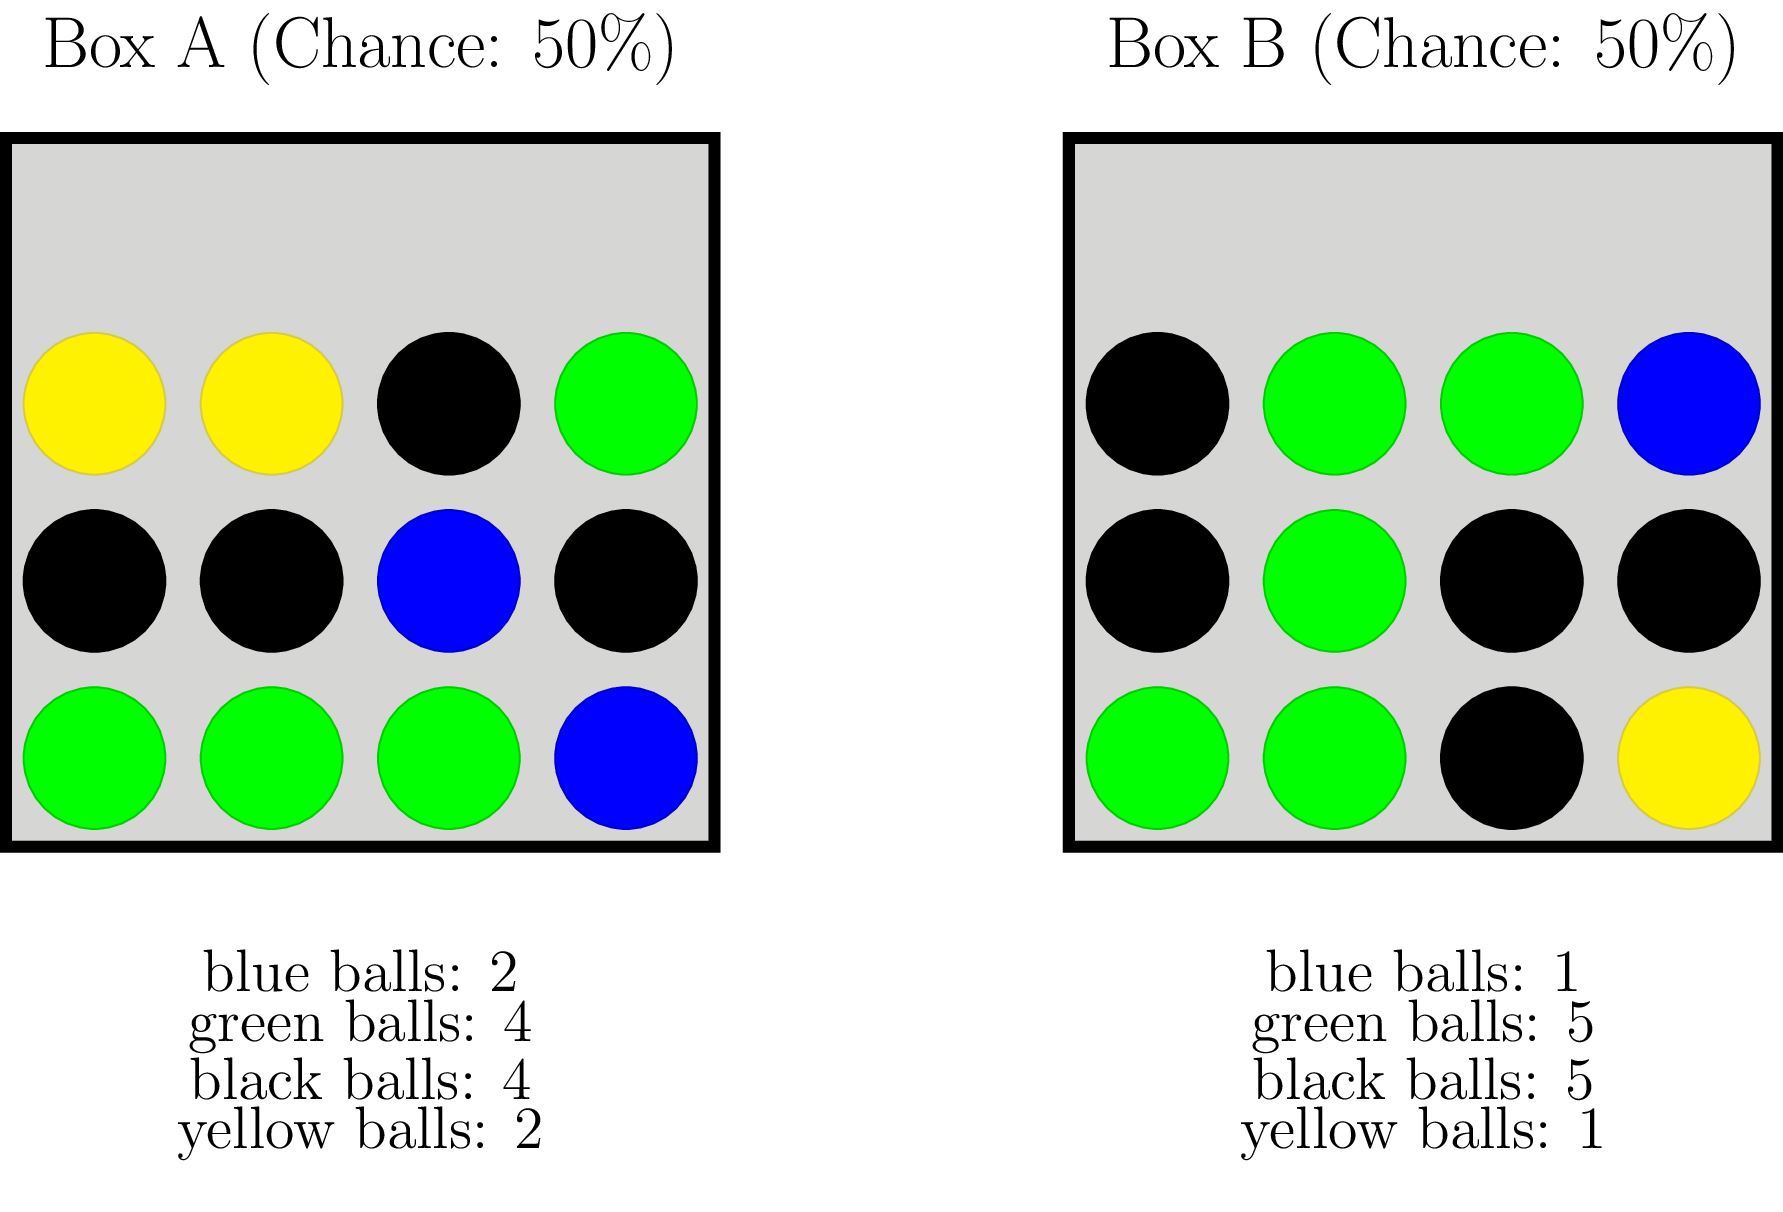 Box A (Chance: 50%)
Box B (Chance: 50%)
blue balls: 2
green balls: 4
black balls: 4
yellow balls: 2
blue balls: 1
green balls: 5
black balls: 5
yellow balls: 1